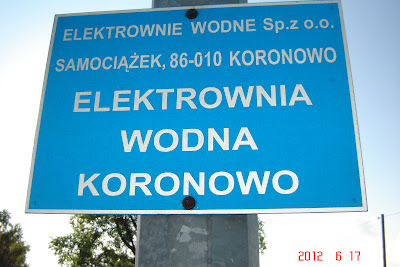 ELEKTROWNIE WODNE Sp.z o.o.
SAMOCIĄŻEK, 86-010 KORONOWO
ELEKTROWNIA
WODNA
KORONOWO
2012 6 17